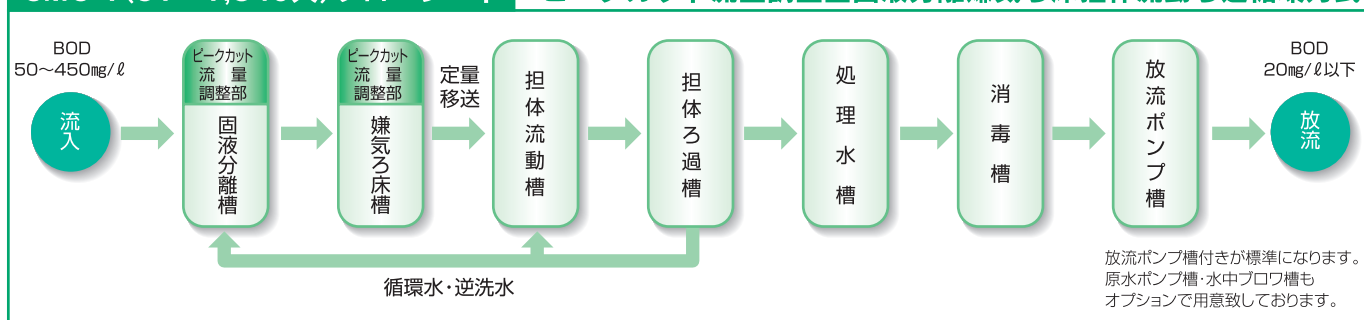 BOD
50〜450㎎/ℓ
流入
ピークカット
流量
調整部
固液分離槽
ピークカット
流量
調整部
嫌気ろ床槽
定量
移送
担体流動槽
担体ろ過槽
処理水槽
消毒槽
放流ポンプ槽
BOD
20㎎/ℓ以下
放流
循環水・逆洗水
放流ポンプ槽付きが標準になります。
原水ポンプ槽・水中ブロワ槽も
オプションで用意致しております。